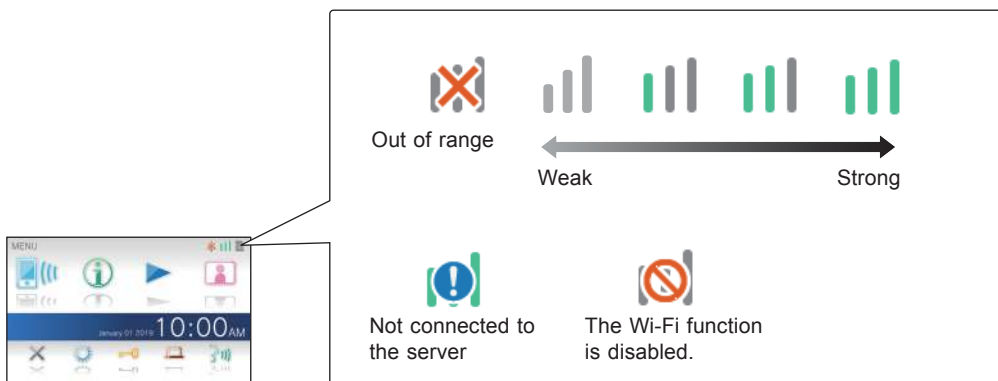 Out of range
Weak Strong
MENU
January 01 2019 10:00AM
Not connected to The Wi-Fi function
the server is disabled.